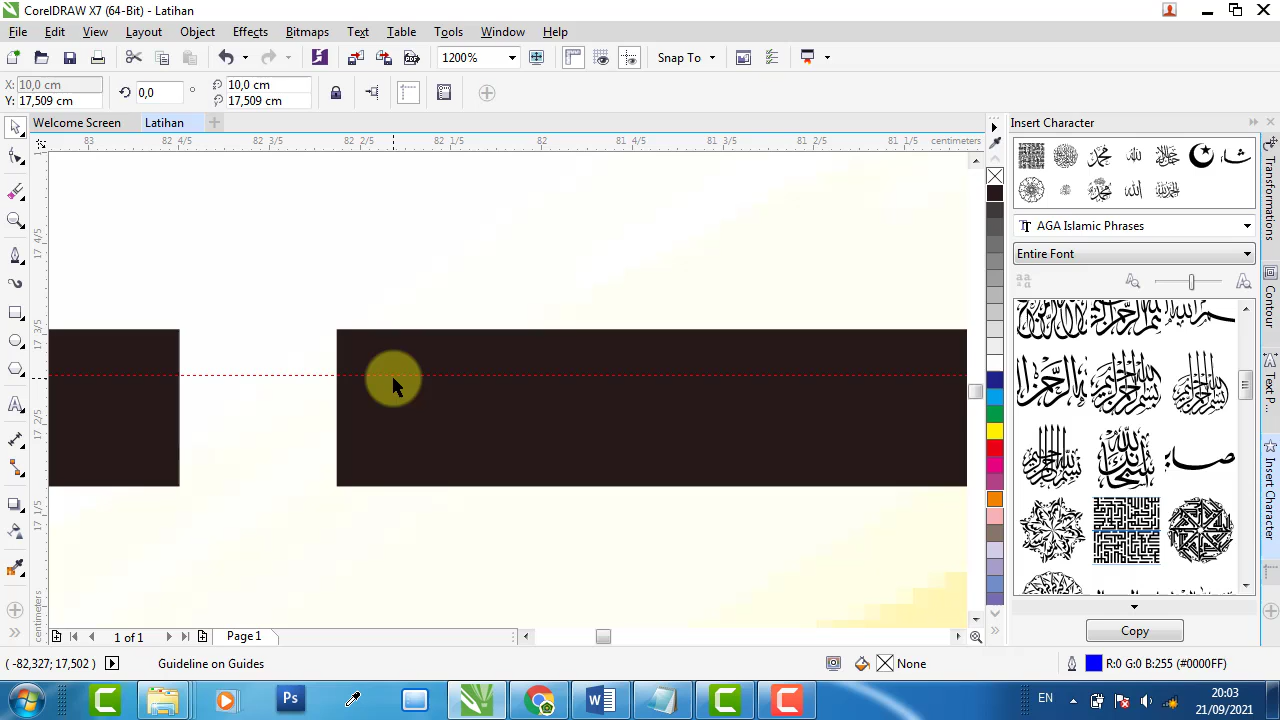 CorelDRAW X7 (64-Bit) - Latihan
File Edit View Layout Object Effects Bitmaps Text Table Tools Window Help
1200% Snap To
X: 10,0 cm
Y: 17,509 cm
0,0 °
10,0 cm
17,509 cm
Welcome Screen Latihan
83 82 4/5 82 3/5 82 2/5 82 1/5 82 81 4/5 81 3/5 81 2/5 81 1/5 centimeters
17 4/5
17 3/5
17 2/5
17 1/5
centimeters
Insert Character
AGA Islamic Phrases
Entire Font
Copy
Transformations
Contour
Text P...
Insert Character
1 of 1 Page 1
( -82,327; 17,502 ) Guideline on Guides None R:0 G:0 B:255 (#0000FF)
Ps W EN 20:03
21/09/2021